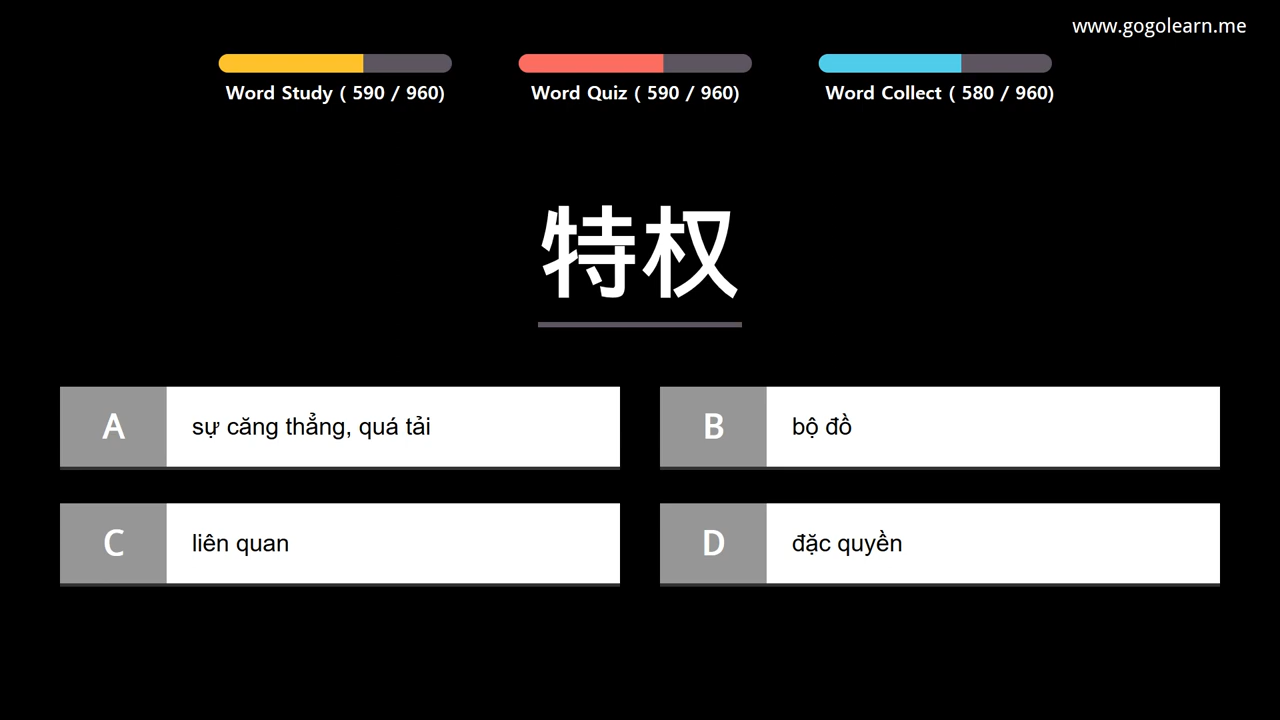 www.gogolearn.me
Word Study ( 590 / 960)
Word Quiz ( 590 / 960)
Word Collect ( 580 / 960)
特权
A
sự căng thẳng, quá tải
B
bộ đồ
C
liên quan
D
đặc quyền